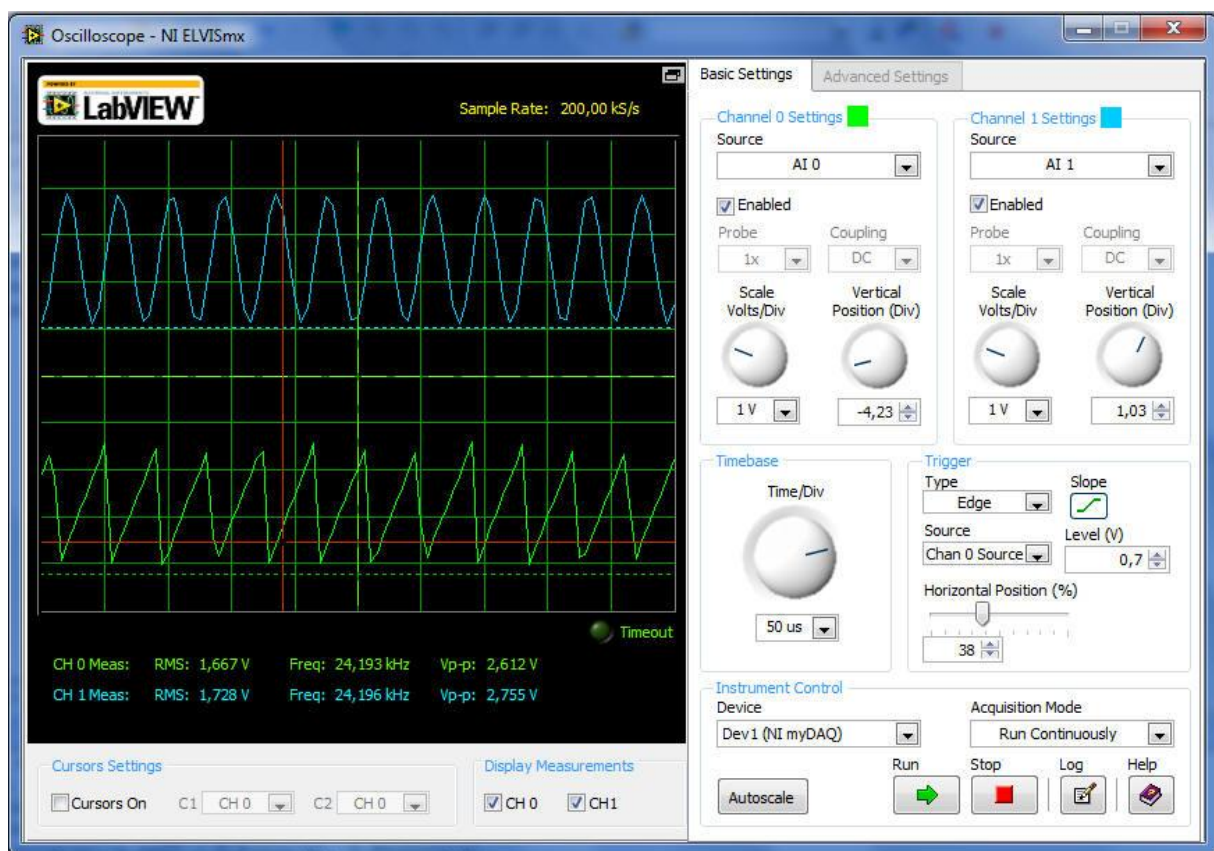 Oscilloscope - NI ELVISmx
POWERED BY
LabVIEW
Sample Rate: 200,00 kS/s
Timeout
CH 0 Meas: RMS: 1,667 V Freq: 24,193 kHz Vp-p: 2,612 V
CH 1 Meas: RMS: 1,728 V Freq: 24,196 kHz Vp-p: 2,755 V
Cursors Settings
Cursors On C1 CH 0 C2 CH 0
Display Measurements
CH 0 CH1
Basic Settings Advanced Settings
Channel 0 Settings
Source
AI 0
Enabled
Probe Coupling
1x DC
Scale Vertical
Volts/Div Position (Div)
1 V -4,23
Channel 1 Settings
Source
AI 1
Enabled
Probe Coupling
1x DC
Scale Vertical
Volts/Div Position (Div)
1 V 1,03
Timebase
Time/Div
50 us
Trigger
Type Slope
Edge
Source Level (V)
Chan 0 Source 0,7
Horizontal Position (%)
38
Instrument Control
Device Acquisition Mode
Dev1 (NI myDAQ) Run Continuously
Run Stop Log Help
Autoscale